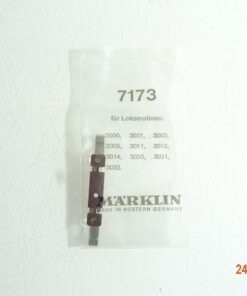 7173
für Lokomotiven:
3000, 3001, 3003,
3005, 3011, 3012,
3014, 3030, 3031,
3032.
MÄRKLIN
MADE IN WESTERN GERMANY
24